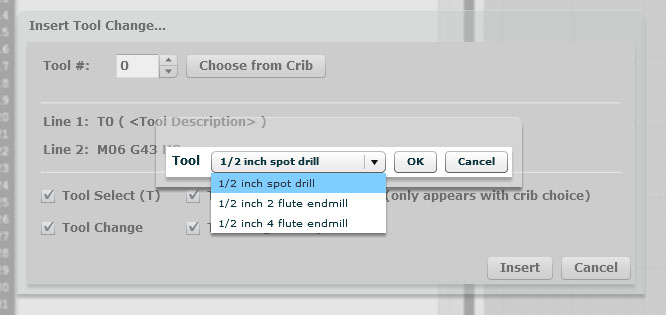 Insert Tool Change...
Tool #: 0 Choose from Crib
Line 1: T0 ( <Tool Description> )
Line 2: M06 G43
Tool 1/2 inch spot drill OK Cancel
1/2 inch spot drill
1/2 inch 2 flute endmill
1/2 inch 4 flute endmill
Tool Select (T) (only appears with crib choice)
Tool Change
Insert Cancel